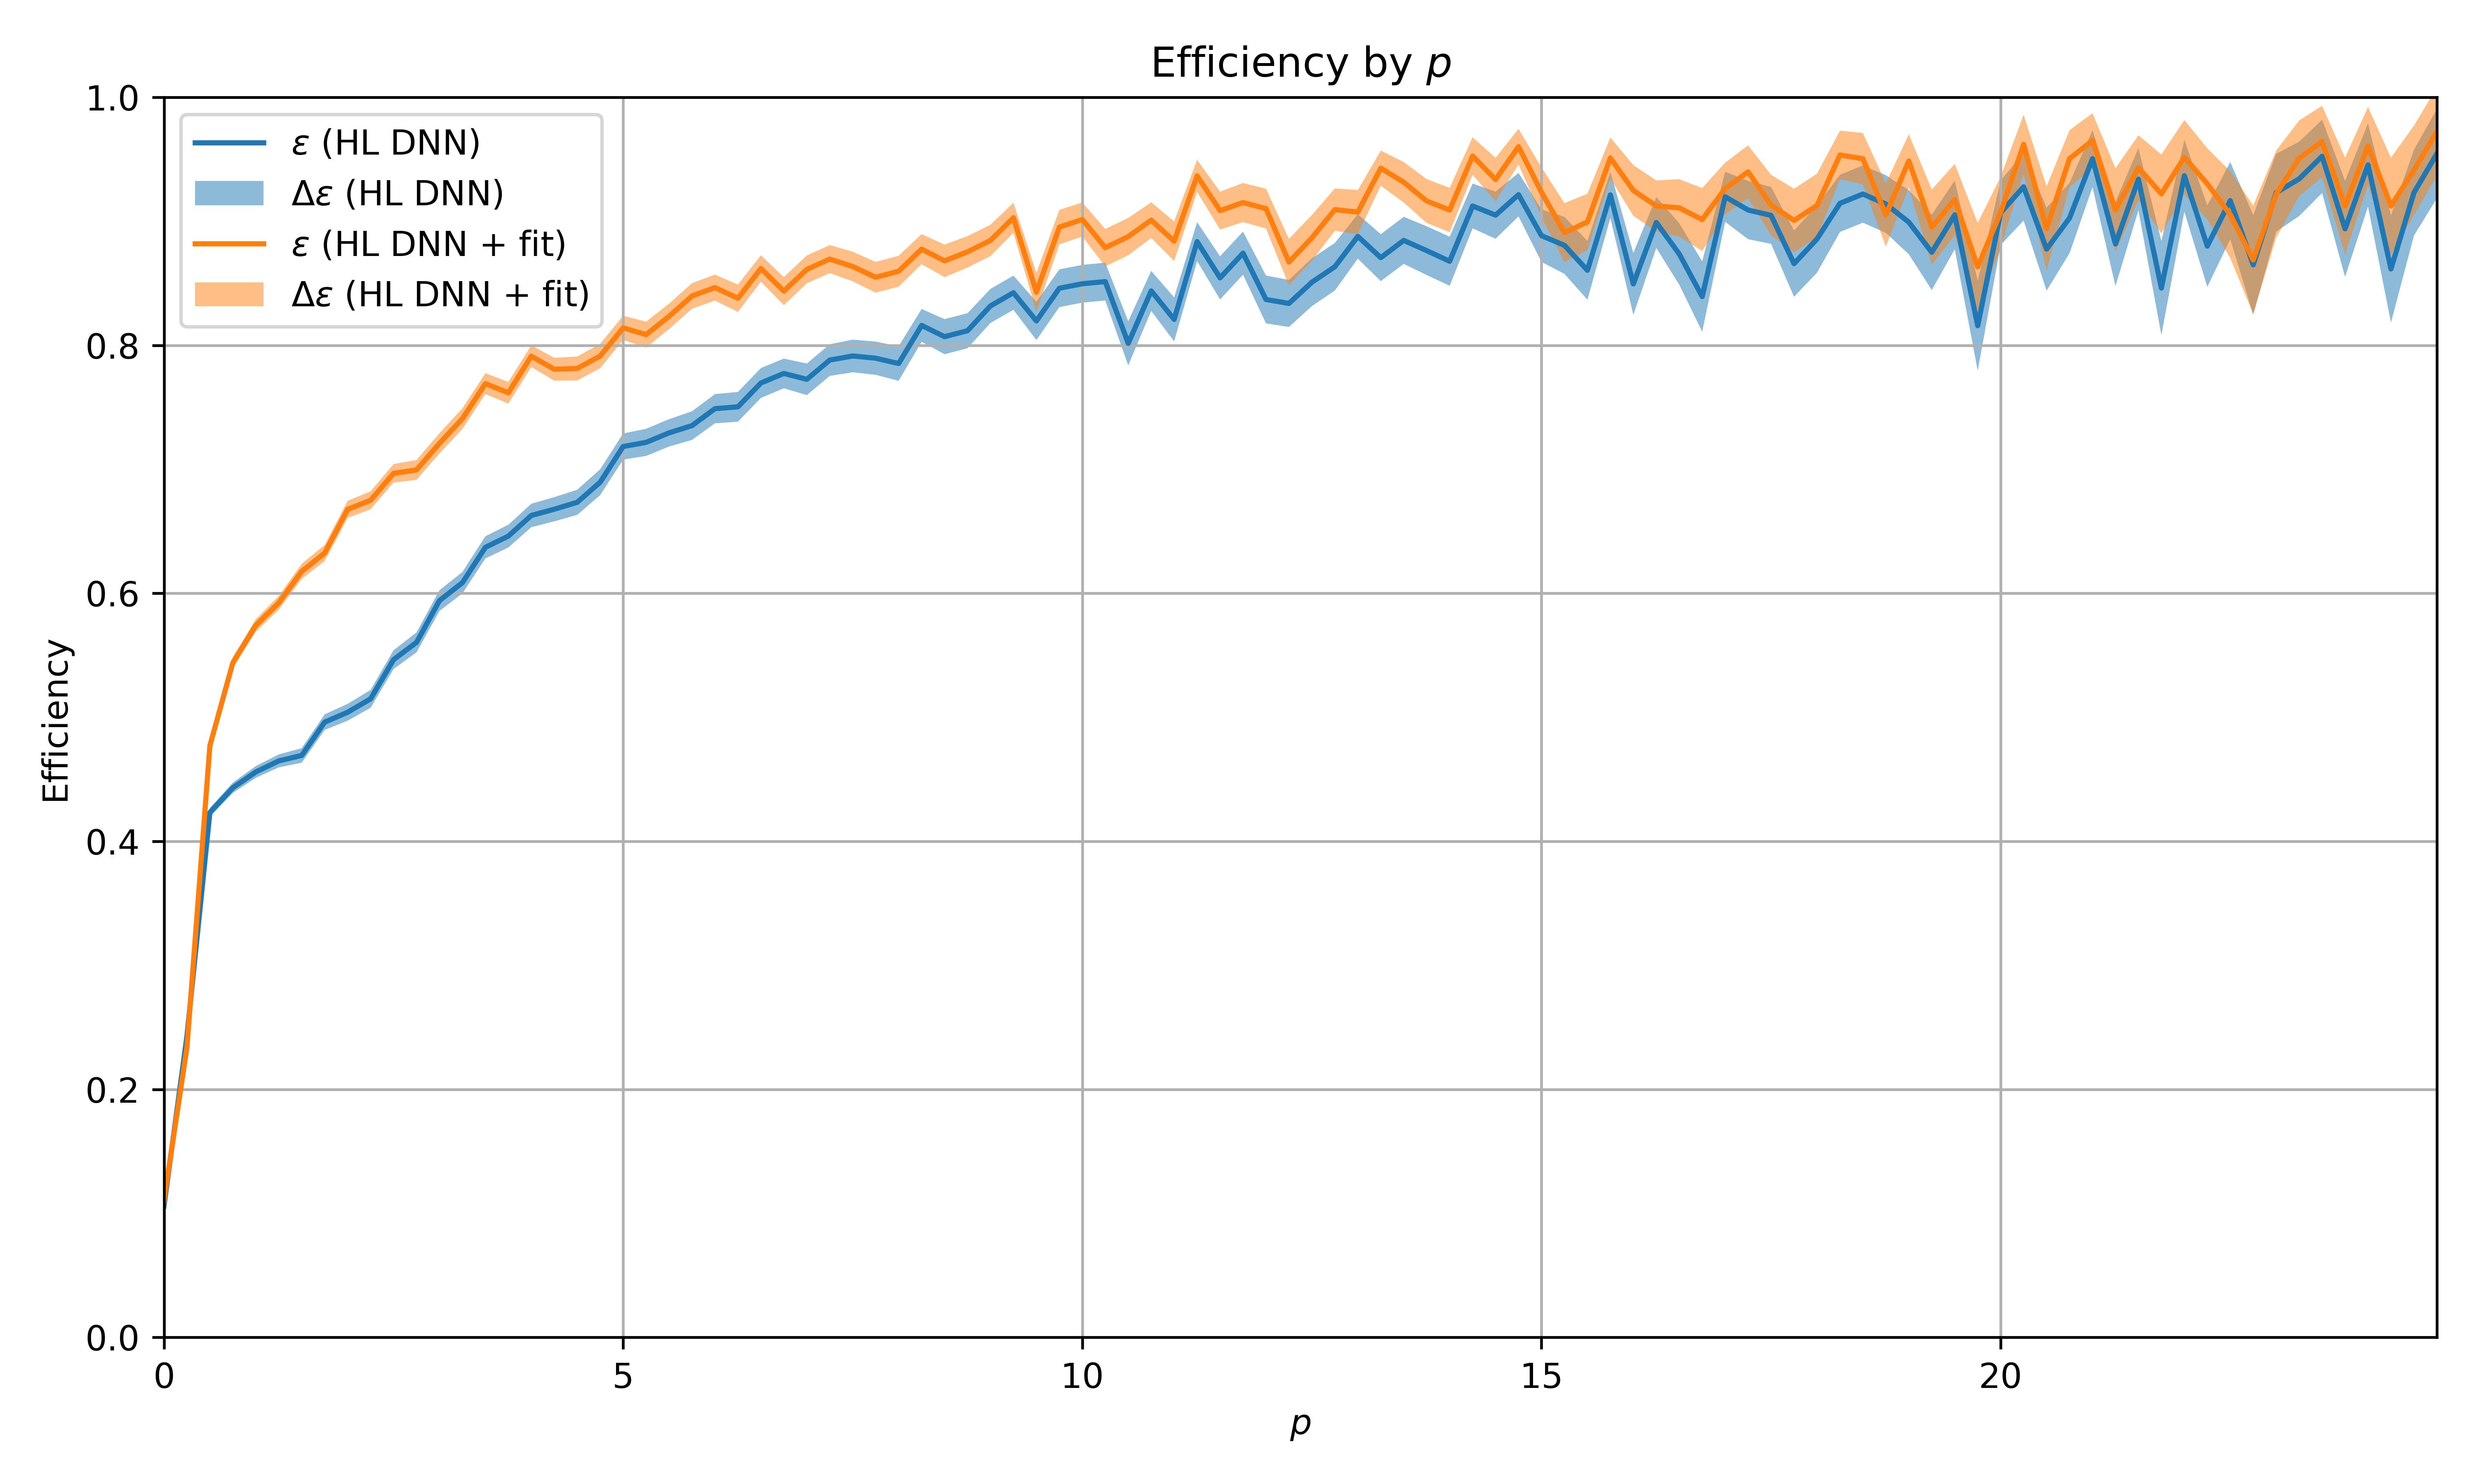 Efficiency by p
1.0
0.8
0.6
0.4
0.2
0.0
Efficiency
ε (HL DNN)
Δε (HL DNN)
ε (HL DNN + fit)
Δε (HL DNN + fit)
0 5 10 15 20
p